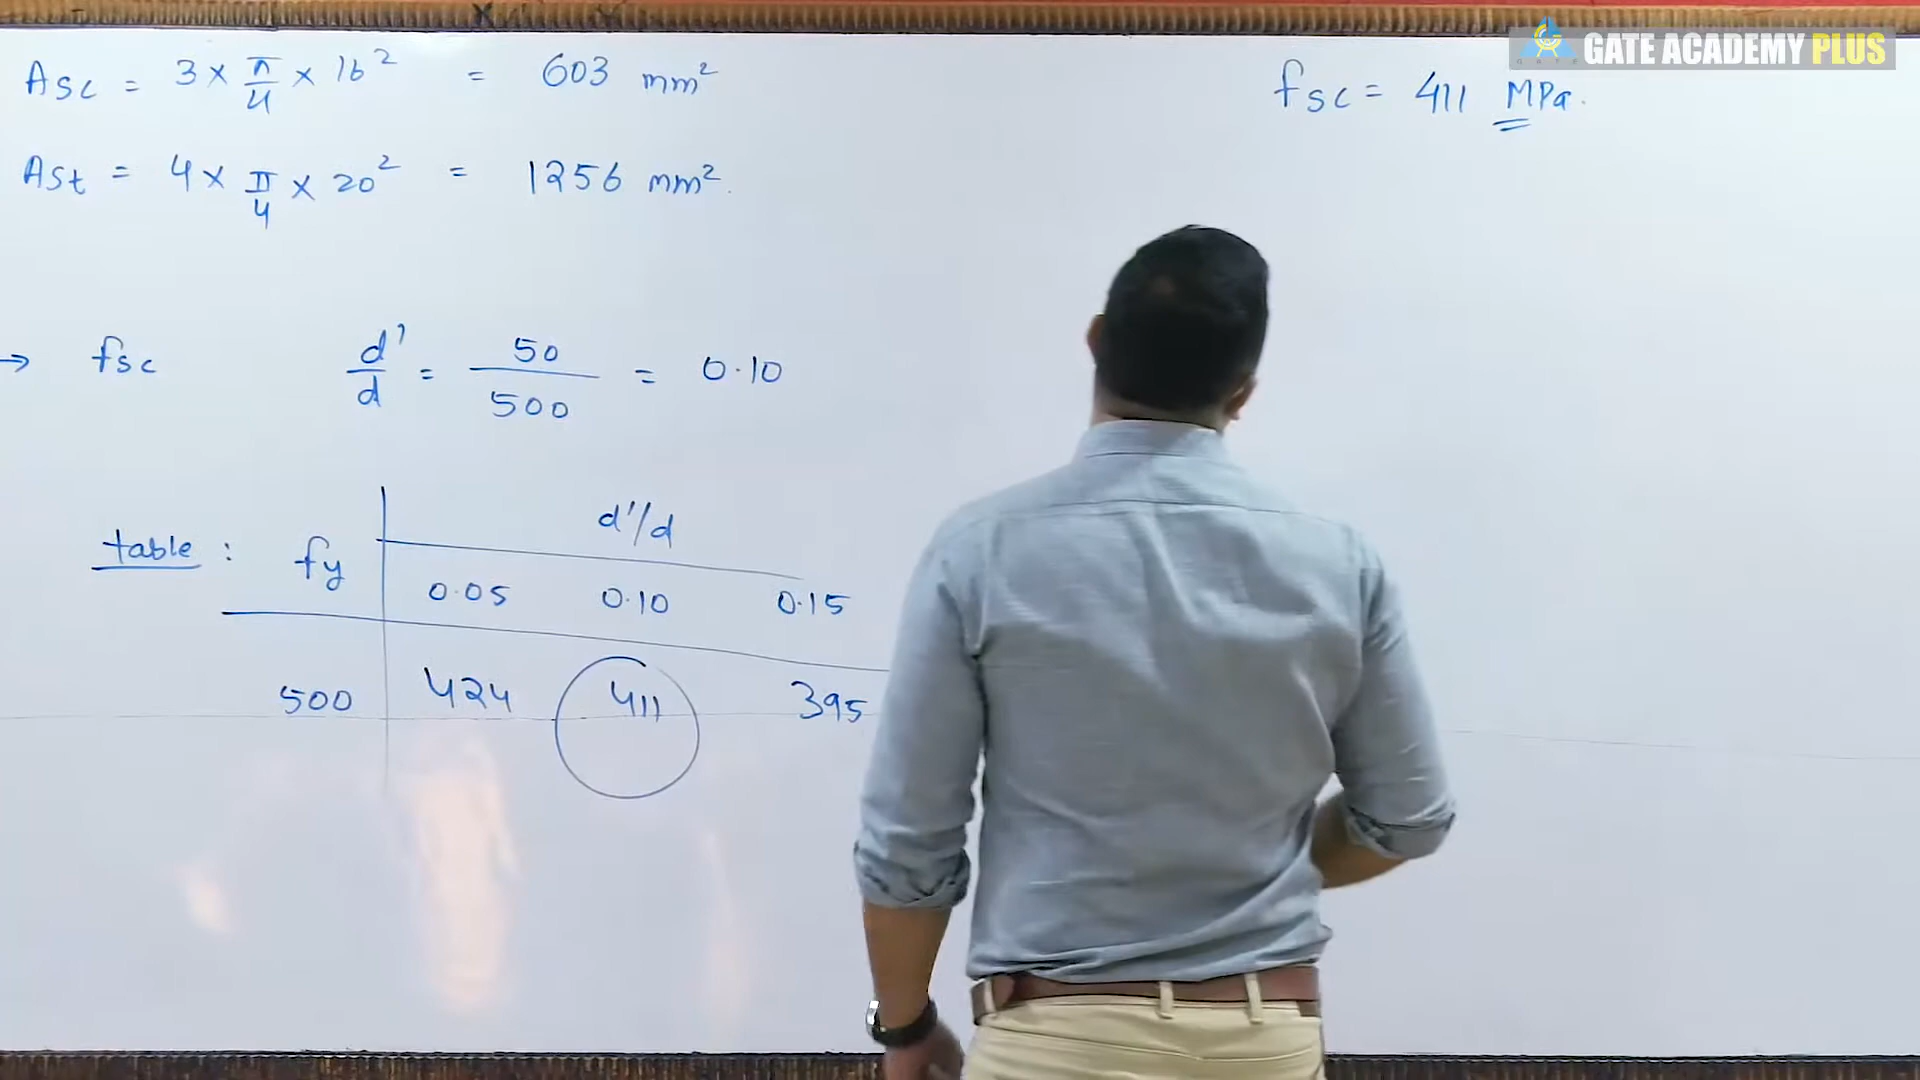 Asc = 3 × π/4 × 16² = 603 mm²
Ast = 4 × π/4 × 20² = 1256 mm².
→ fsc d'/d = 50/500 = 0.10
table : fy d'/d
0.05 0.10 0.15
500 424 411 395
GATE ACADEMY PLUS
GATE
fsc = 411 MPa.